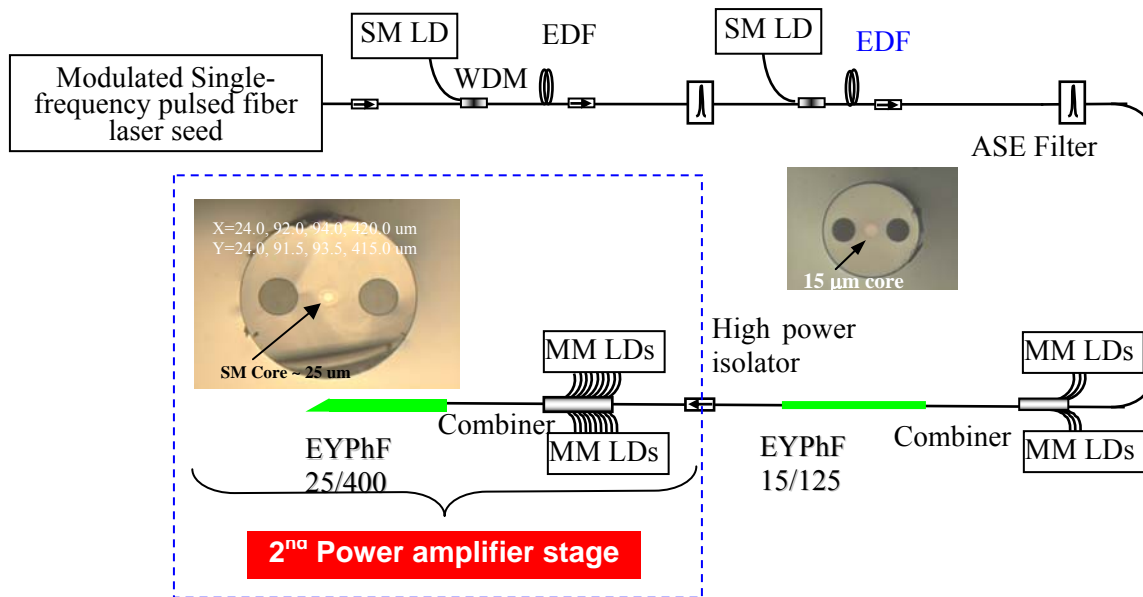 SM LD
EDF
SM LD
EDF
Modulated Single-
frequency pulsed fiber
laser seed
WDM
ASE Filter
X=24.0, 92.0, 94.0, 420.0 um
Y=24.0, 91.5, 93.5, 415.0 um
SM Core ~ 25 um
15 µm core
High power
isolator
MM LDs
MM LDs
Combiner
Combiner
MM LDs
MM LDs
EYPhF
25/400
EYPhF
15/125
2nd Power amplifier stage